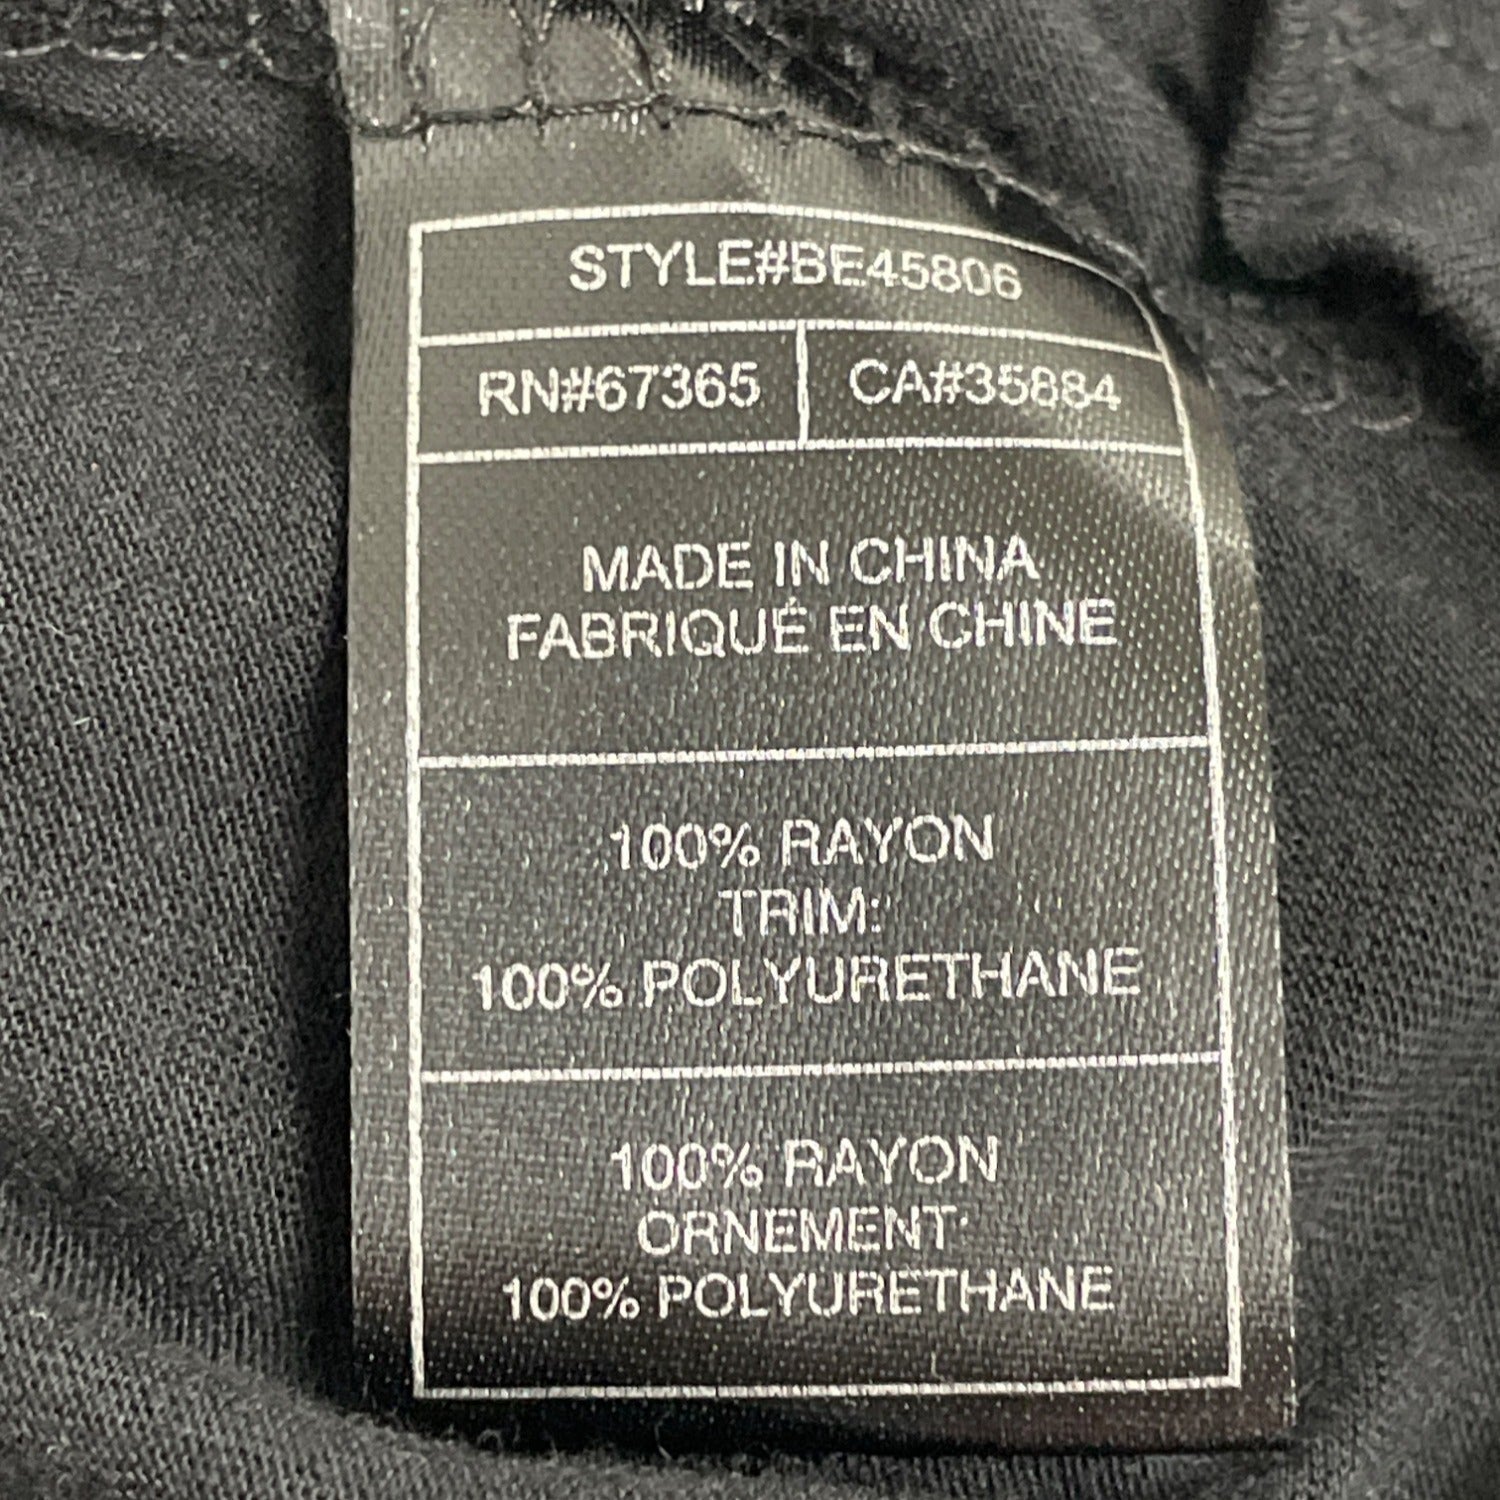 STYLE#BE45806
RN#67365 CA#35884
MADE IN CHINA
FABRIQUÉ EN CHINE
100% RAYON
TRIM:
100% POLYURETHANE
100% RAYON
ORNEMENT:
100% POLYURETHANE